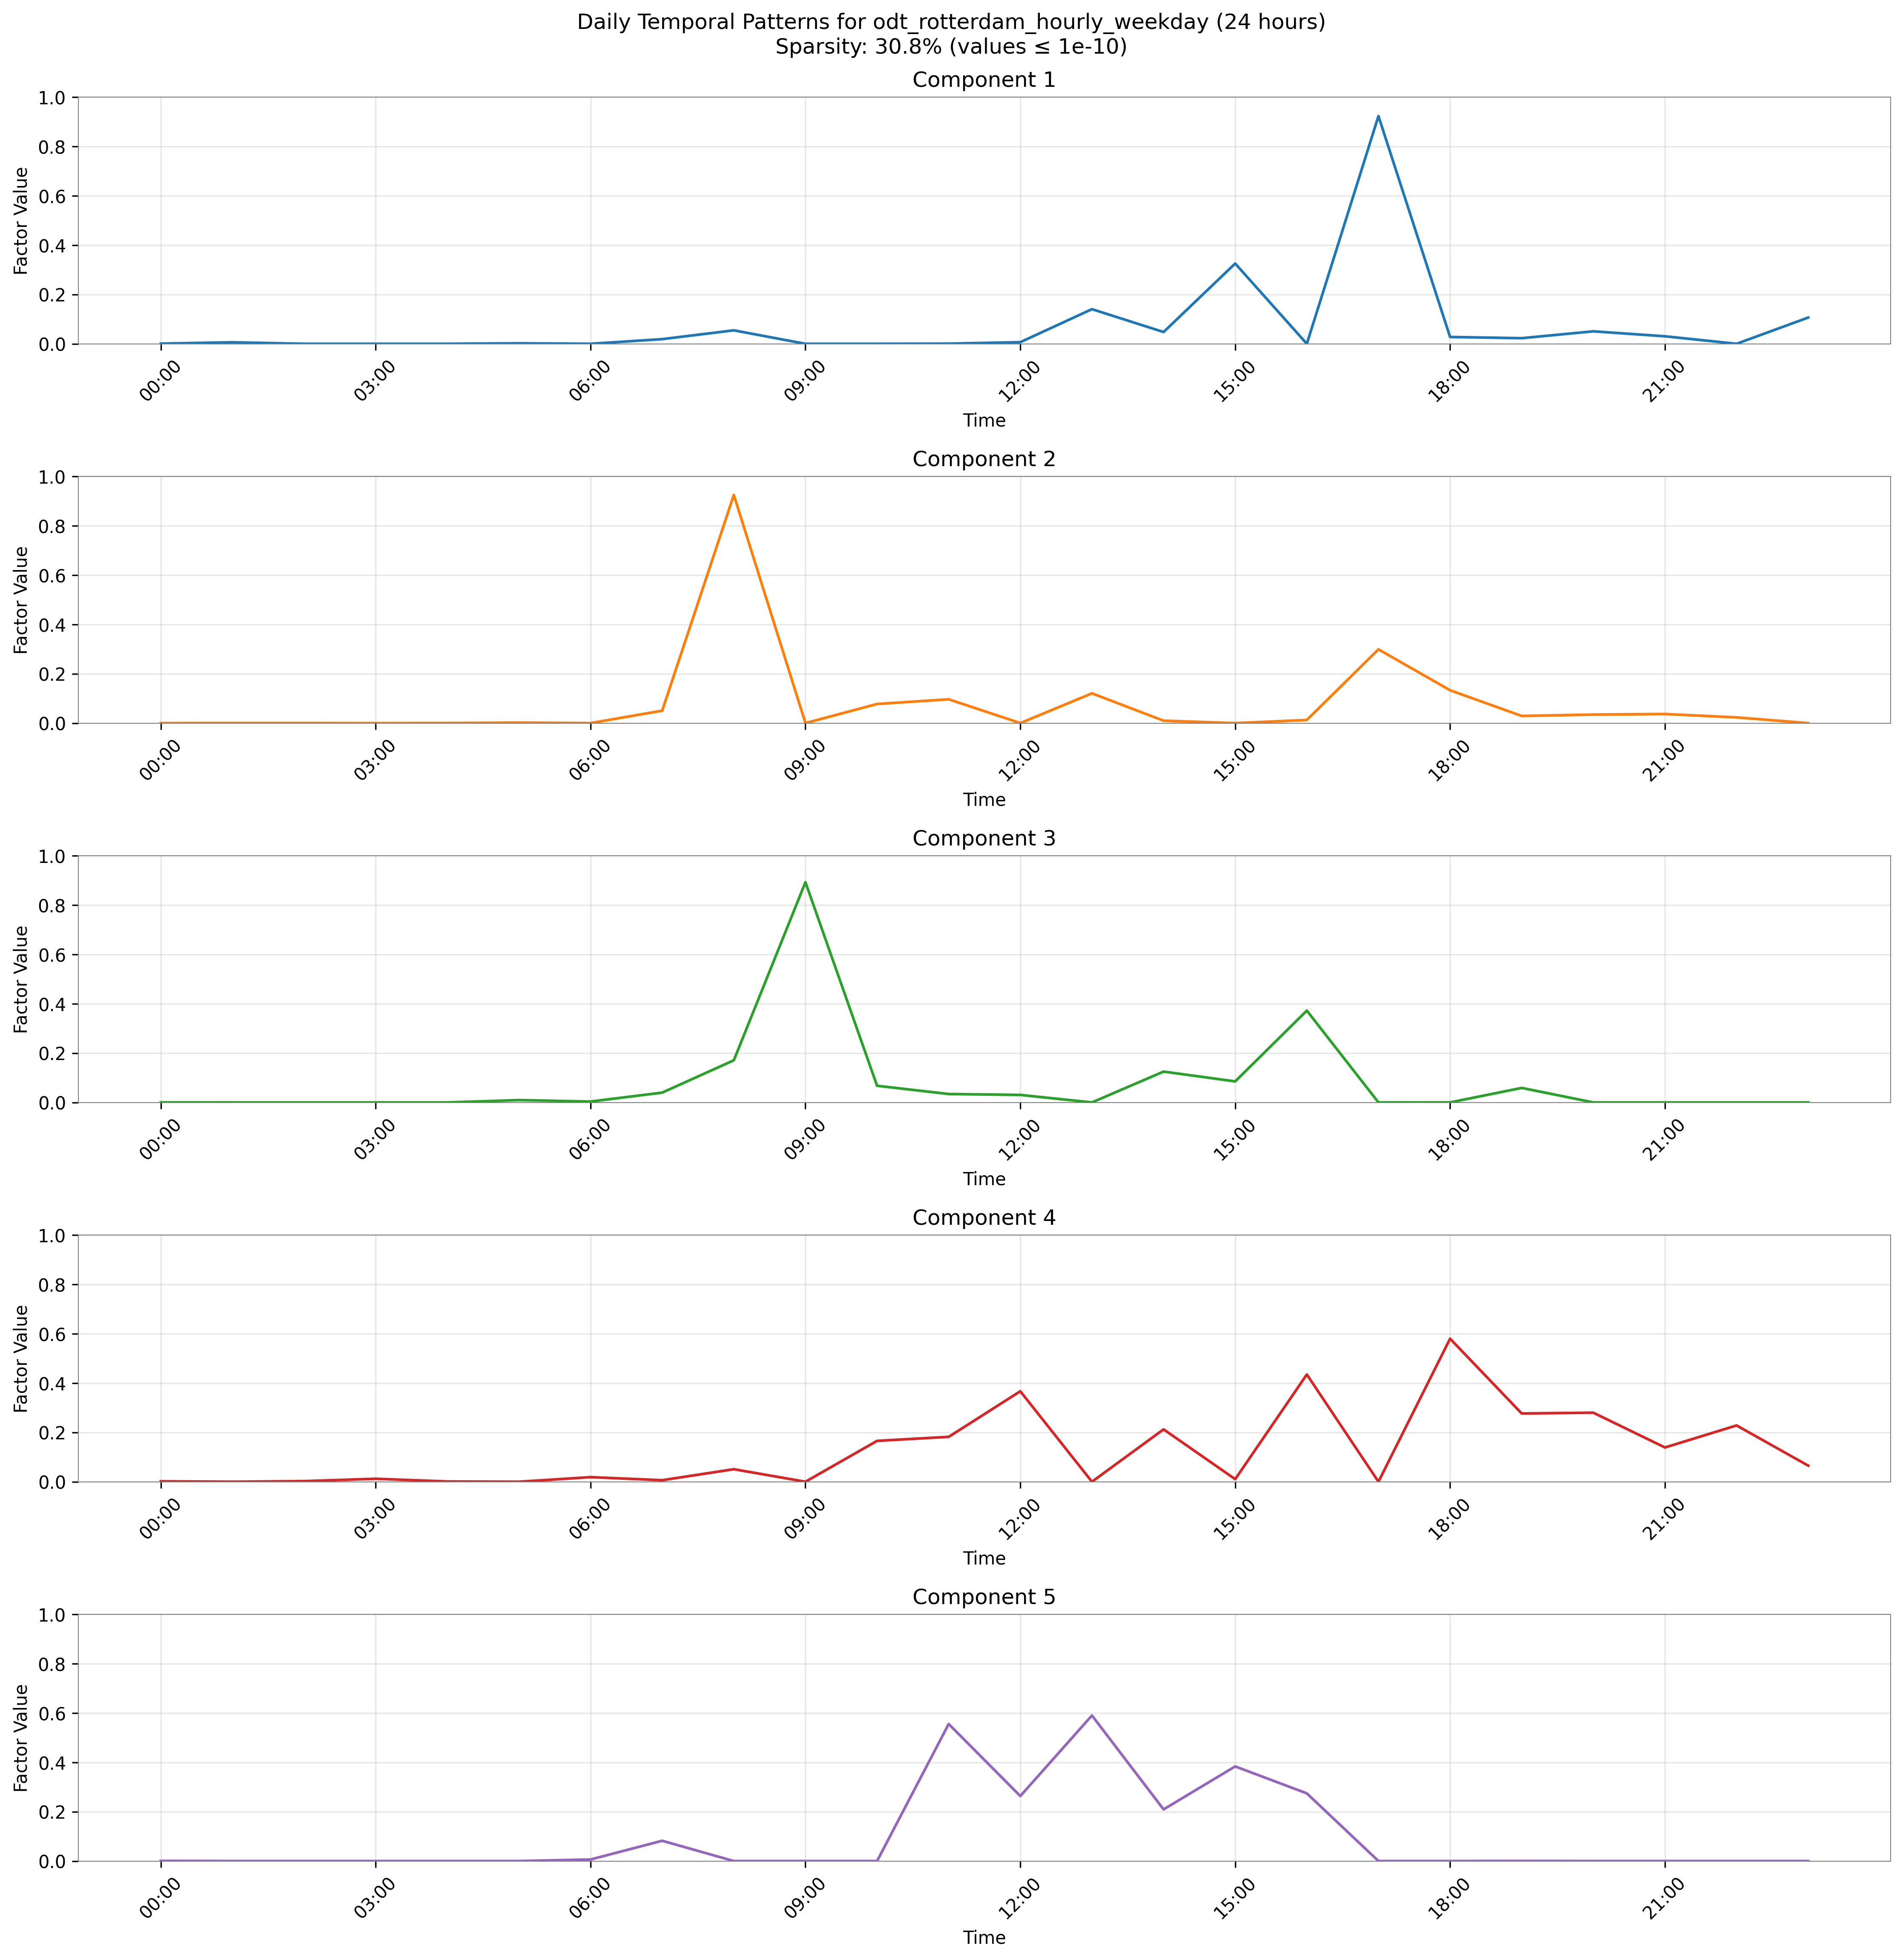 Daily Temporal Patterns for odt_rotterdam_hourly_weekday (24 hours)
Sparsity: 30.8% (values ≤ 1e-10)
Component 1
1.0
0.8
0.6
0.4
0.2
0.0
Factor Value
00:00 03:00 06:00 09:00 12:00 15:00 18:00 21:00
Time
Component 2
1.0
0.8
0.6
0.4
0.2
0.0
Factor Value
00:00 03:00 06:00 09:00 12:00 15:00 18:00 21:00
Time
Component 3
1.0
0.8
0.6
0.4
0.2
0.0
Factor Value
00:00 03:00 06:00 09:00 12:00 15:00 18:00 21:00
Time
Component 4
1.0
0.8
0.6
0.4
0.2
0.0
Factor Value
00:00 03:00 06:00 09:00 12:00 15:00 18:00 21:00
Time
Component 5
1.0
0.8
0.6
0.4
0.2
0.0
Factor Value
00:00 03:00 06:00 09:00 12:00 15:00 18:00 21:00
Time